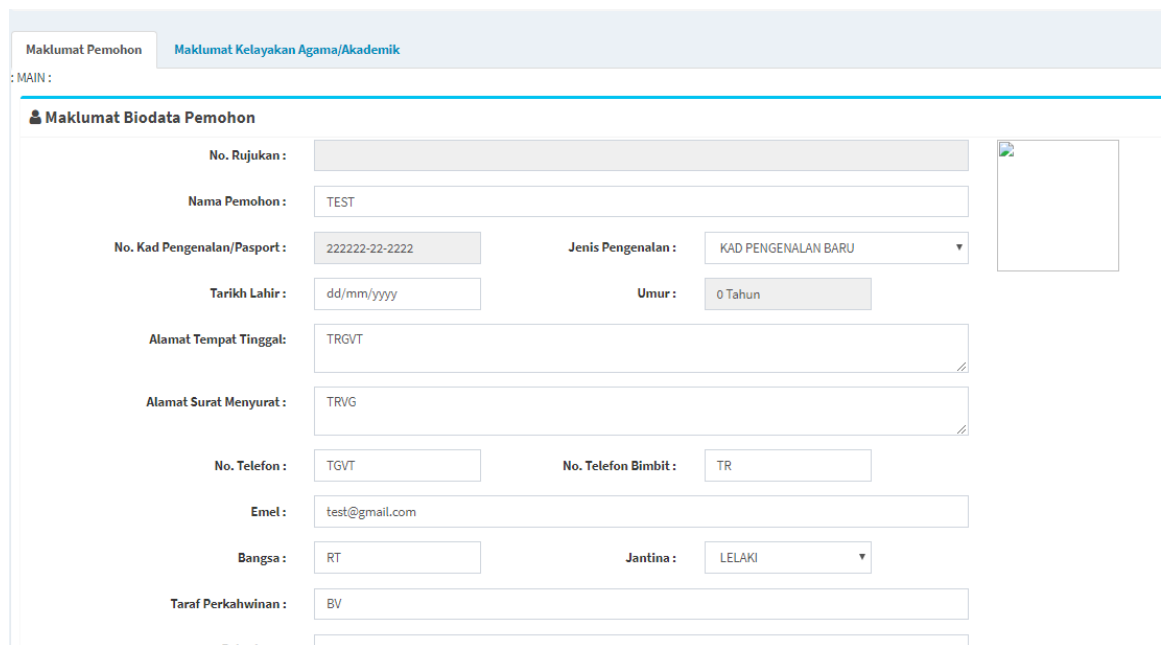 Maklumat Pemohon Maklumat Kelayakan Agama/Akademik
: MAIN :
Maklumat Biodata Pemohon
No. Rujukan :
Nama Pemohon : TEST
No. Kad Pengenalan/Pasport : 222222-22-2222 Jenis Pengenalan : KAD PENGENALAN BARU
Tarikh Lahir : dd/mm/yyyy Umur : 0 Tahun
Alamat Tempat Tinggal: TRGVT
Alamat Surat Menyurat : TRVG
No. Telefon : TGVT No. Telefon Bimbit : TR
Emel : test@gmail.com
Bangsa : RT Jantina : LELAKI
Taraf Perkahwinan : BV